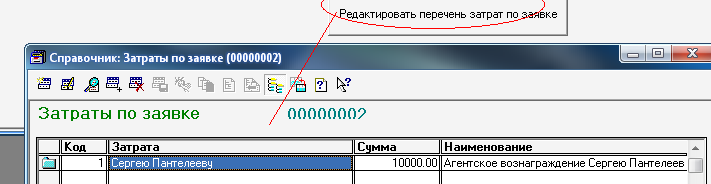 Редактировать перечень затрат по заявке
Справочник: Затраты по заявке (00000002)
Затраты по заявке 00000002
Код Затрата Сумма Наименование
1 Сергею Пантелееву 10000.00 Агентское вознаграждение Сергею Пантелеев